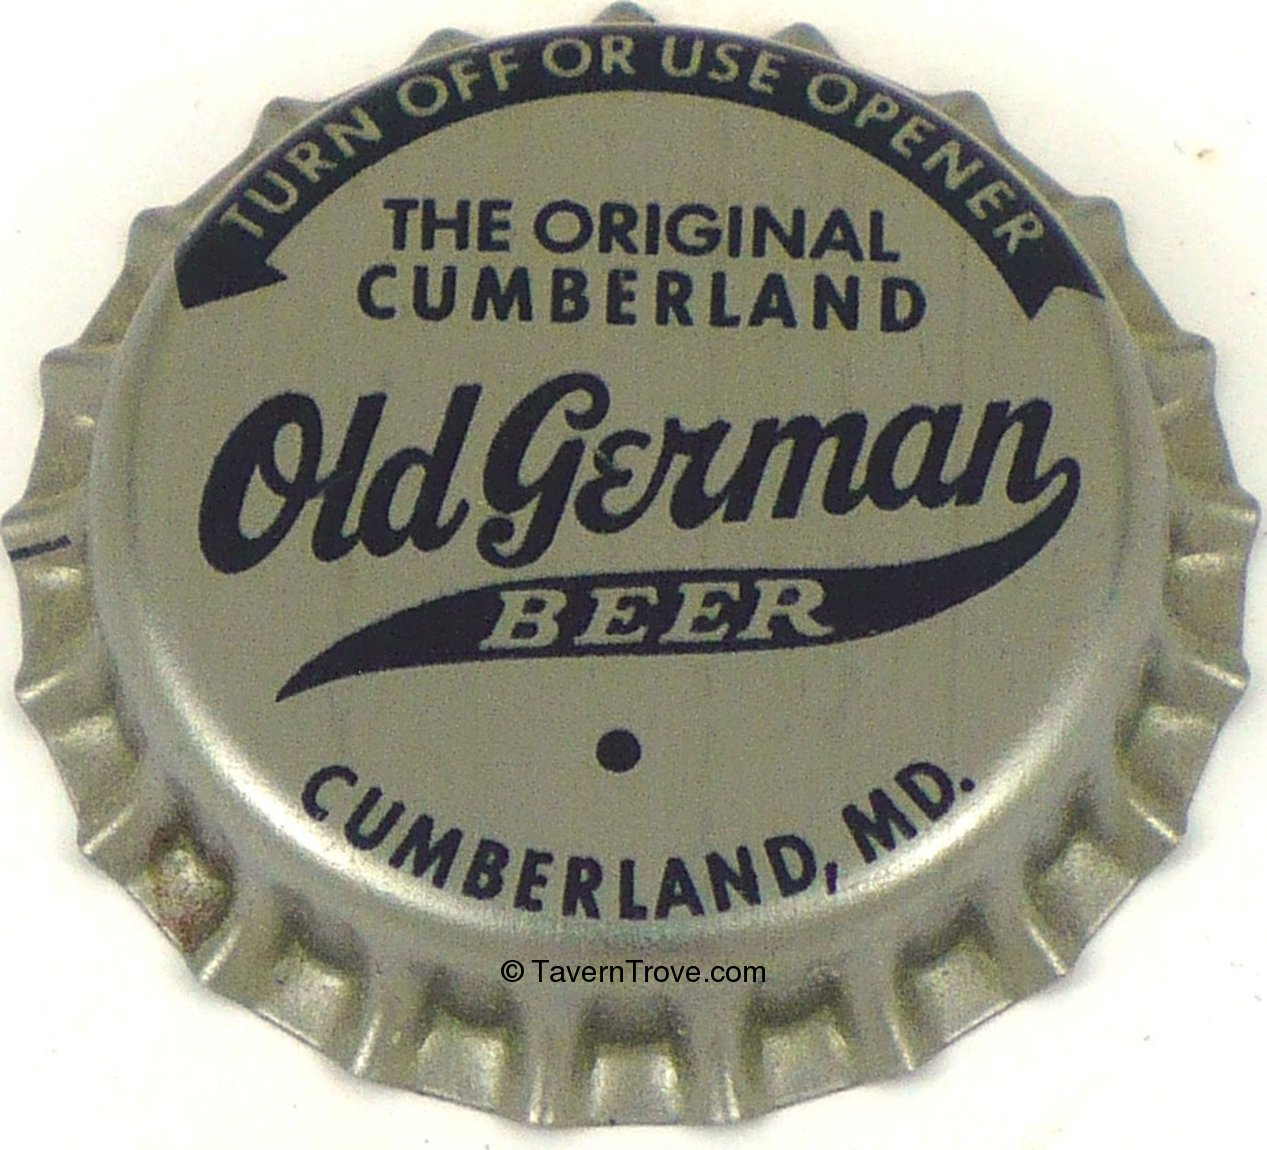 TURN OFF OR USE OPENER
THE ORIGINAL
CUMBERLAND
Old German
BEER
CUMBERLAND, MD.
© TavernTrove.com